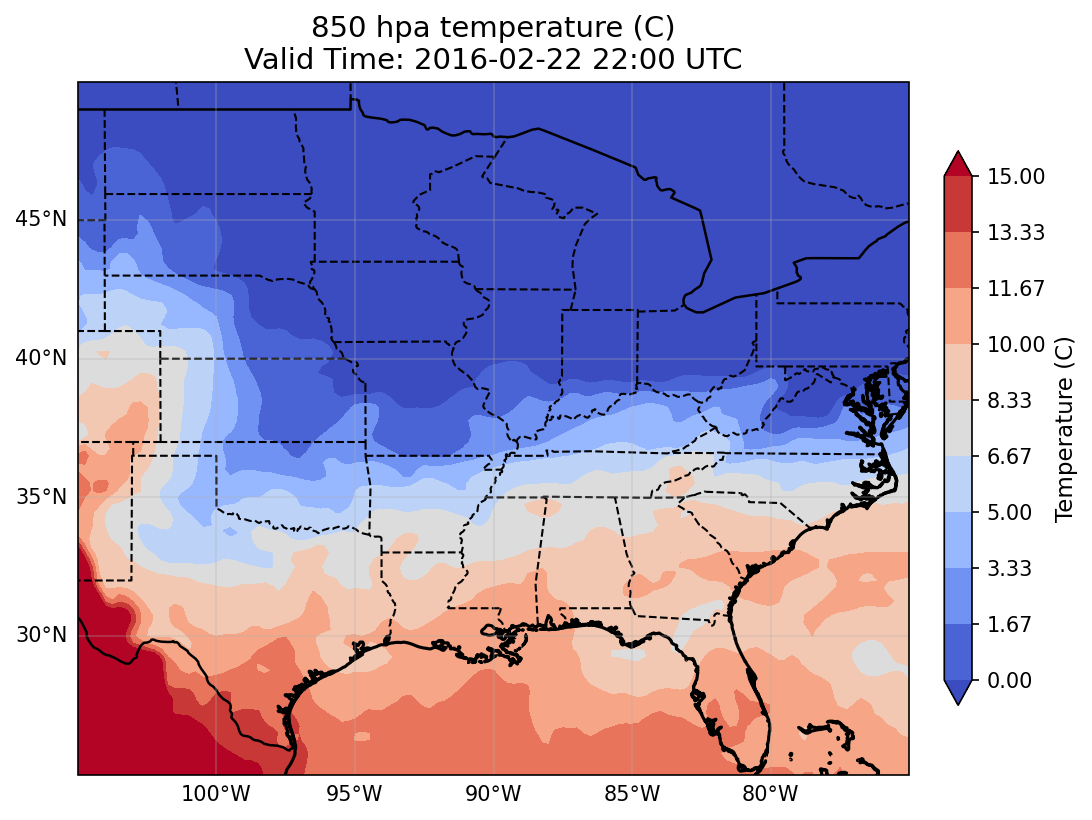 850 hpa temperature (C)
Valid Time: 2016-02-22 22:00 UTC
45°N
40°N
35°N
30°N
100°W
95°W
90°W
85°W
80°W
15.00
13.33
11.67
10.00
8.33
6.67
5.00
3.33
1.67
0.00
Temperature (C)